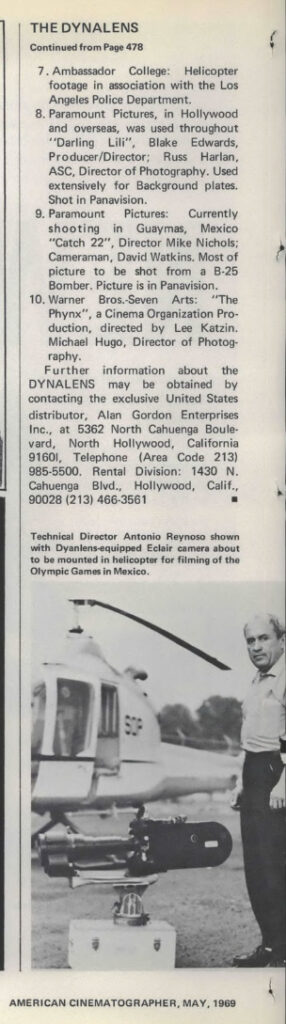 THE DYNALENS
Continued from Page 478
7. Ambassador College: Helicopter
footage in association with the Los
Angeles Police Department.
8. Paramount Pictures, in Hollywood
and overseas, was used throughout
"Darling Lili", Blake Edwards,
Producer/Director; Russ Harlan,
ASC, Director of Photography. Used
extensively for Background plates.
Shot in Panavision.
9. Paramount Pictures: Currently
shooting in Guaymas, Mexico
"Catch 22", Director Mike Nichols;
Cameraman, David Watkins. Most of
picture to be shot from a B-25
Bomber. Picture is in Panavision.
10. Warner Bros.-Seven Arts: "The
Phynx", a Cinema Organization Pro-
duction, directed by Lee Katzin.
Michael Hugo, Director of Photog-
raphy.
Further information about the
DYNALENS may be obtained by
contacting the exclusive United States
distributor, Alan Gordon Enterprises
Inc., at 5362 North Cahuenga Boule-
vard, North Hollywood, California
9160l, Telephone (Area Code 213)
985-5500. Rental Division: 1430 N.
Cahuenga Blvd., Hollywood, Calif.,
90028 (213) 466-3561
Technical Director Antonio Reynoso shown
with Dyanlens-equipped Eclair camera about
to be mounted in helicopter for filming of the
Olympic Games in Mexico.
SOP
AMERICAN CINEMATOGRAPHER, MAY, 1969